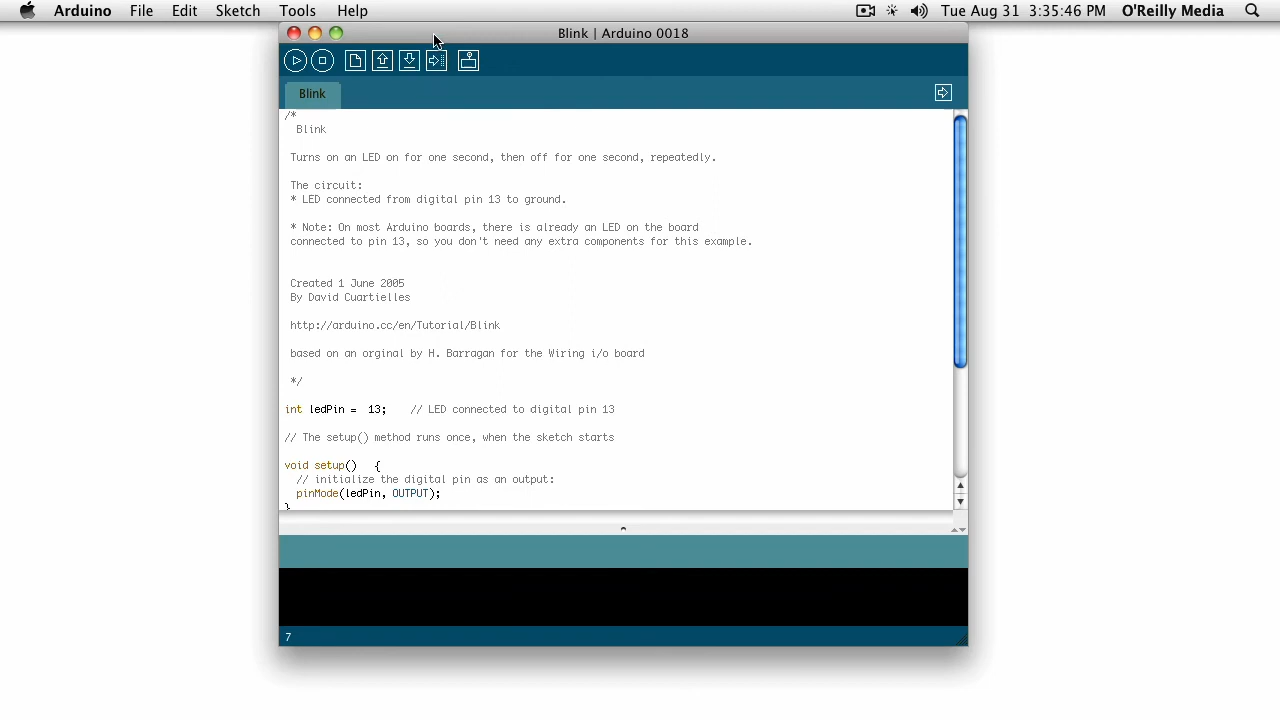 Arduino File Edit Sketch Tools Help Tue Aug 31 3:35:46 PM O'Reilly Media
Blink | Arduino 0018
Blink
/*
Blink
Turns on an LED on for one second, then off for one second, repeatedly.
The circuit:
* LED connected from digital pin 13 to ground.
* Note: On most Arduino boards, there is already an LED on the board
connected to pin 13, so you don't need any extra components for this example.
Created 1 June 2005
By David Cuartielles
http://arduino.cc/en/Tutorial/Blink
based on an orginal by H. Barragan for the Wiring i/o board
*/
int ledPin =  13;    // LED connected to digital pin 13
// The setup() method runs once, when the sketch starts
void setup()   {
// initialize the digital pin as an output:
pinMode(ledPin, OUTPUT);
}
7